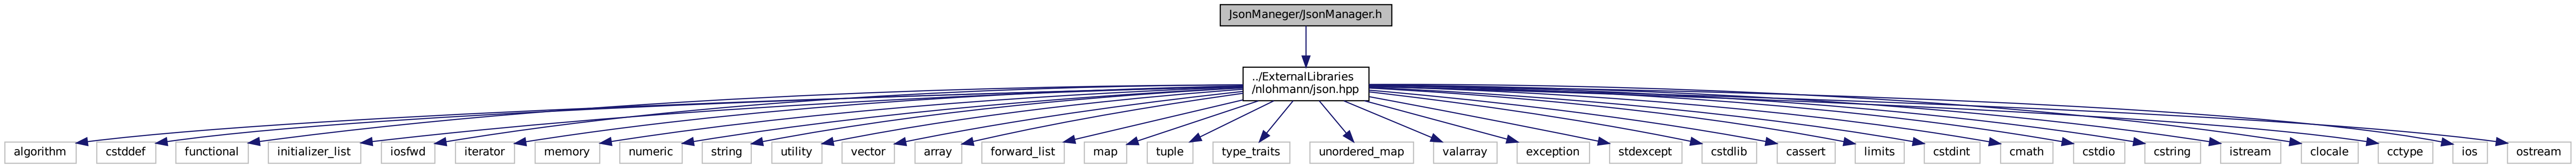 JsonManeger/JsonManager.h
../ExternalLibraries
/nlohmann/json.hpp
algorithm
cstddef
functional
initializer_list
iosfwd
iterator
memory
numeric
string
utility
vector
array
forward_list
map
tuple
type_traits
unordered_map
valarray
exception
stdexcept
cstdlib
cassert
limits
cstdint
cmath
cstdio
cstring
istream
clocale
cctype
ios
ostream